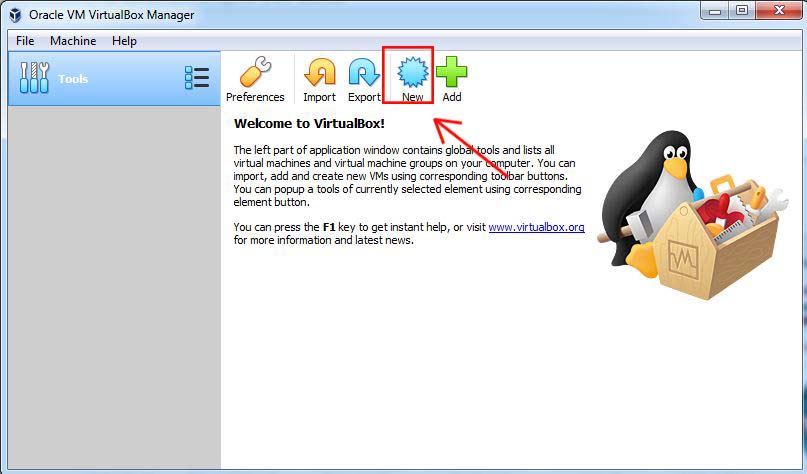 Oracle VM VirtualBox Manager
File Machine Help
Tools
Preferences Import Export New Add
Welcome to VirtualBox!
The left part of application window contains global tools and lists all
virtual machines and virtual machine groups on your computer. You can
import, add and create new VMs using corresponding toolbar buttons.
You can popup a tools of currently selected element using corresponding
element button.
You can press the F1 key to get instant help, or visit www.virtualbox.org
for more information and latest news.
VM